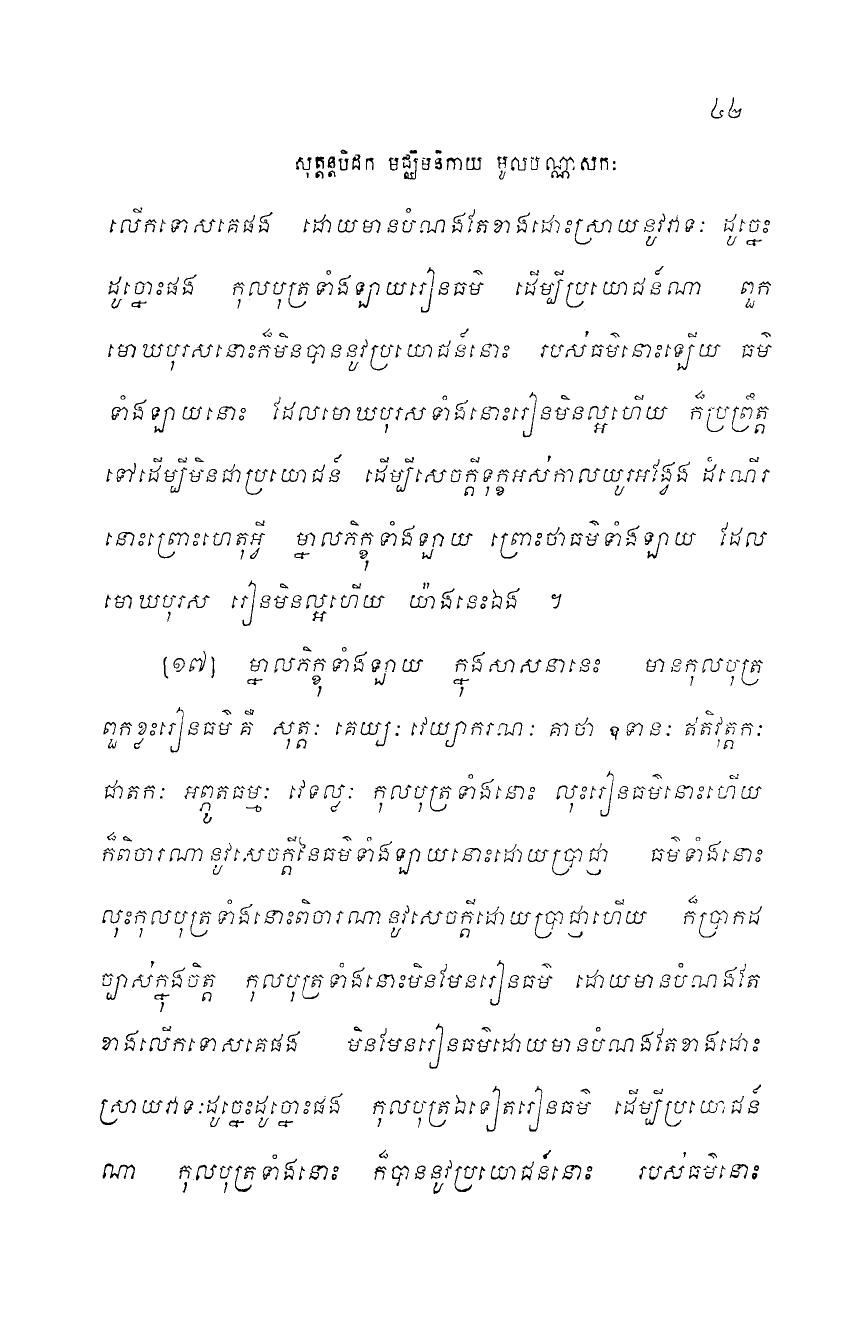 ៤២
សុត្តន្តបិដក មជ្ឈិមនិកាយ មូលបណ្ណាសកៈ
លើកទោសគេផង ដោយមានបំណងតែខាងដោះស្រាយនូវវាទៈ ដូច្នេះ
ដូច្នោះផង កុលបុត្រទាំងឡាយរៀនធម៌ ដើម្បីប្រយោជន៍ណា ពួក
មោឃបុរសនោះក៏មិនបាននូវប្រយោជន៍នោះ របស់ធម៌នោះឡើយ ធម៌
ទាំងឡាយនោះ ដែលមោឃបុរសទាំងនោះរៀនមិនល្អហើយ ក៏ប្រព្រឹត្ត
ទៅដើម្បីមិនជាប្រយោជន៍ ដើម្បីសេចក្តីទុក្ខអស់កាលយូរអង្វែង ដំណើរ
នោះព្រោះហេតុអ្វី ម្នាលភិក្ខុទាំងឡាយ ព្រោះថាធម៌ទាំងឡាយ ដែល
មោឃបុរស រៀនមិនល្អហើយ យ៉ាងនេះឯង ។
[១៧] ម្នាលភិក្ខុទាំងឡាយ ក្នុងសាសនានេះ មានកុលបុត្រ
ពួកខ្លះរៀនធម៌ គឺ សុត្តៈ គេយ្យៈ វេយ្យាករណៈ គាថា ឧទានៈ ឥតិវុត្តកៈ
ជាតកៈ អព្ភូតធម្មៈ វេទល្លៈ កុលបុត្រទាំងនោះ លុះរៀនធម៌នោះហើយ
ក៏ពិចារណានូវសេចក្តីនៃធម៌ទាំងឡាយនោះដោយប្រាជ្ញា ធម៌ទាំងនោះ
លុះកុលបុត្រទាំងនោះពិចារណានូវសេចក្តីដោយប្រាជ្ញាហើយ ក៏ប្រាកដ
ច្បាស់ក្នុងចិត្ត កុលបុត្រទាំងនោះមិនមែនរៀនធម៌ ដោយមានបំណងតែ
ខាងលើកទោសគេផង មិនមែនរៀនធម៌ដោយមានបំណងតែខាងដោះ
ស្រាយវាទៈដូច្នេះដូច្នោះផង កុលបុត្រឯទៀតរៀនធម៌ ដើម្បីប្រយោជន៍
ណា កុលបុត្រទាំងនោះ ក៏បាននូវប្រយោជន៍នោះ របស់ធម៌នោះ